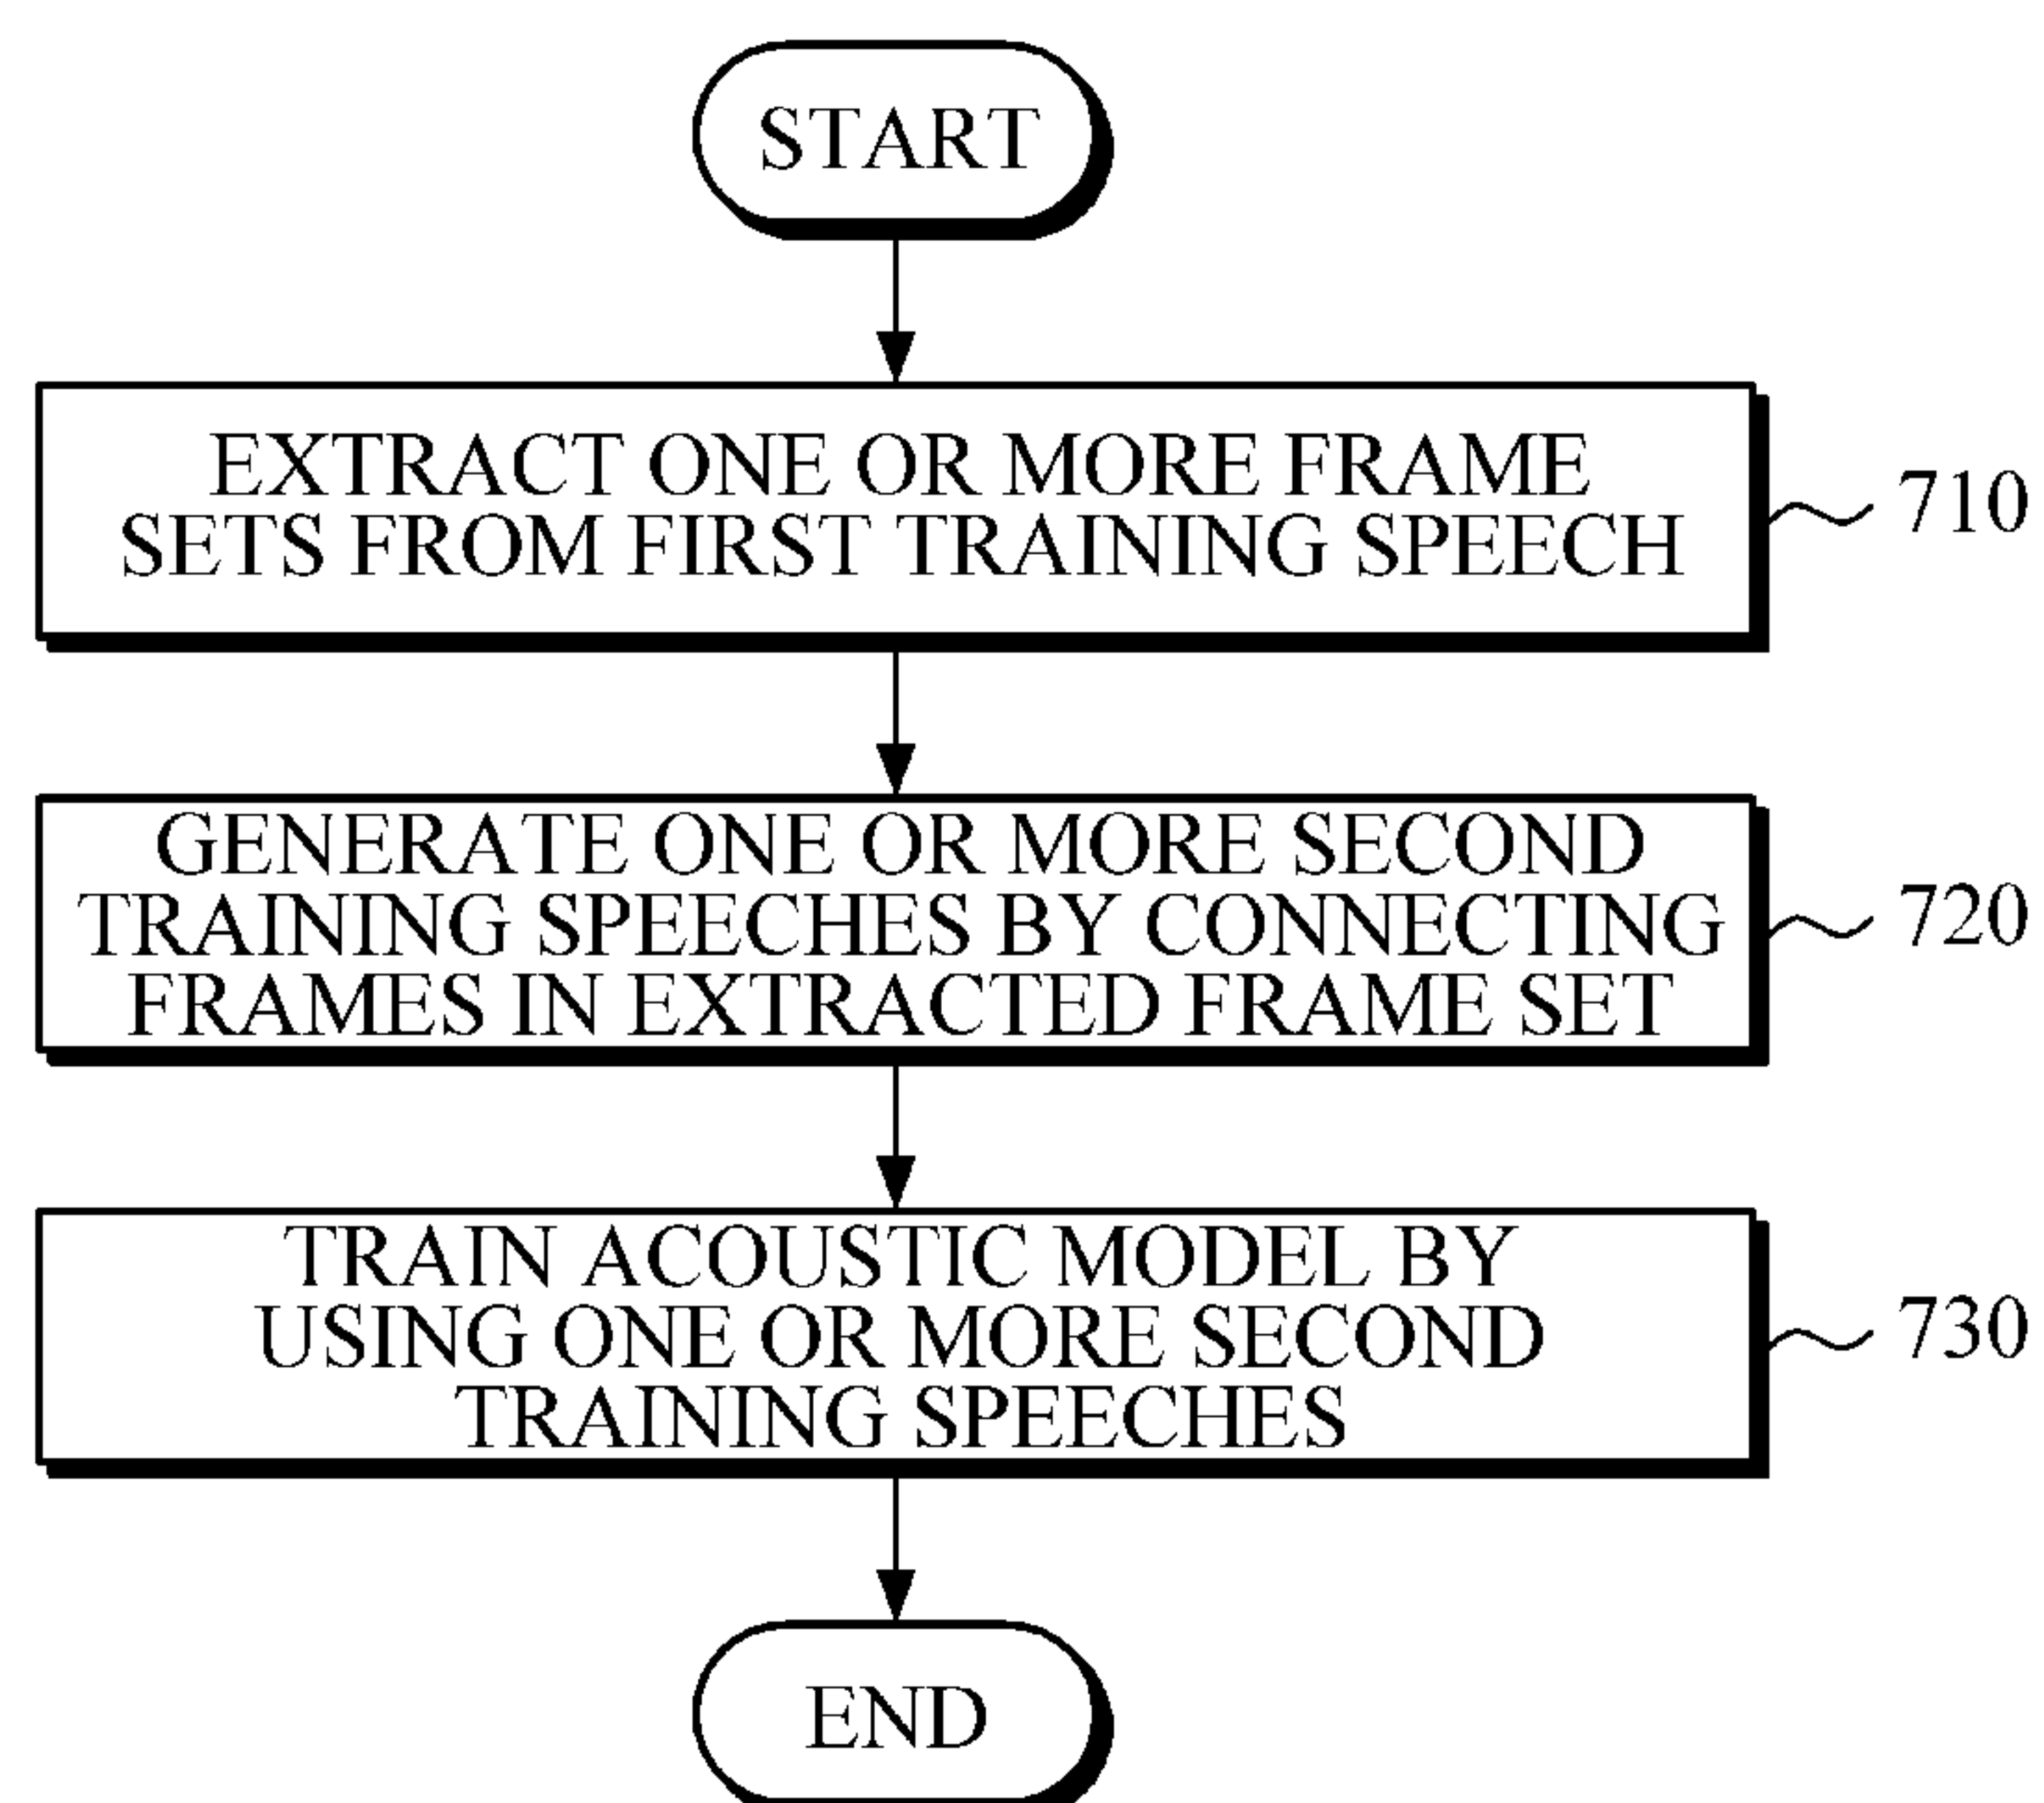 START
EXTRACT ONE OR MORE FRAME
SETS FROM FIRST TRAINING SPEECH
710
GENERATE ONE OR MORE SECOND
TRAINING SPEECHES BY CONNECTING
FRAMES IN EXTRACTED FRAME SET
720
TRAIN ACOUSTIC MODEL BY
USING ONE OR MORE SECOND
TRAINING SPEECHES
730
END